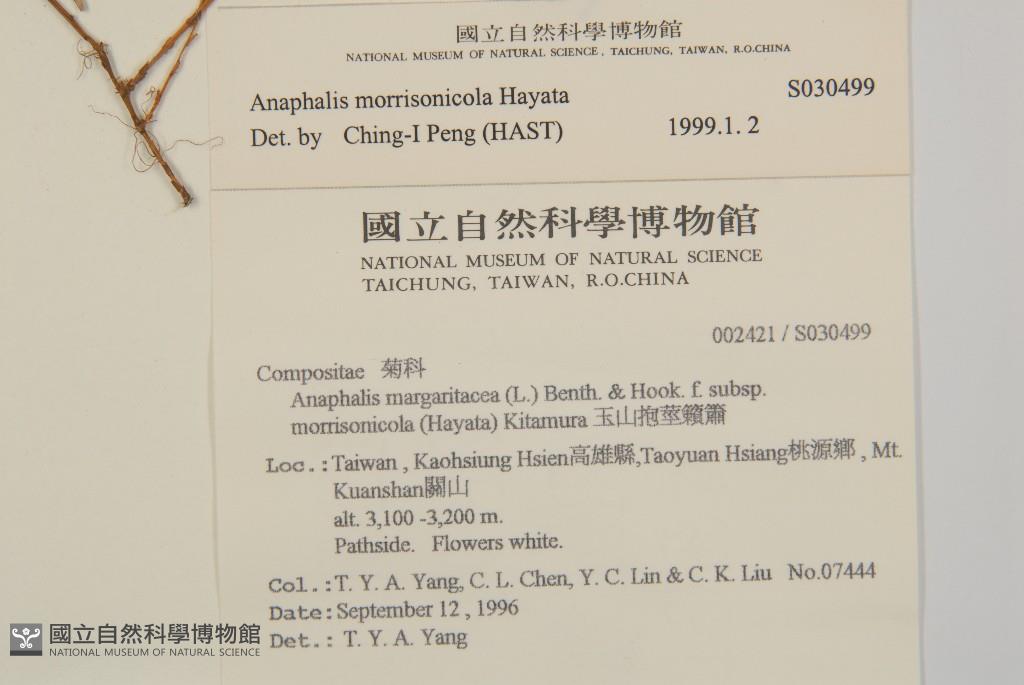 國立自然科學博物館
NATIONAL MUSEUM OF NATURAL SCIENCE , TAICHUNG, TAIWAN, R.O.CHINA
Anaphalis morrisonicola Hayata S030499
Det. by Ching-I Peng (HAST) 1999.1. 2
國立自然科學博物館
NATIONAL MUSEUM OF NATURAL SCIENCE
TAICHUNG, TAIWAN, R.O.CHINA
002421 / S030499
Compositae 菊科
Anaphalis margaritacea (L.) Benth. & Hook. f. subsp.
morrisonicola (Hayata) Kitamura 玉山抱莖籟簫
Loc.:Taiwan , Kaohsiung Hsien高雄縣,Taoyuan Hsiang桃源鄉 , Mt.
Kuanshan關山
alt. 3,100 -3,200 m.
Pathside. Flowers white.
Col.:T. Y. A. Yang, C. L. Chen, Y. C. Lin & C. K. Liu No.07444
Date:September 12 , 1996
Det.: T. Y. A. Yang
國立自然科學博物館
NATIONAL MUSEUM OF NATURAL SCIENCE